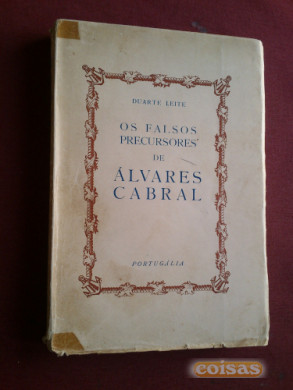 DUARTE LEITE
OS FALSOS
PRECURSORES
DE
ÁLVARES
CABRAL
PORTUGÁLIA
coisas